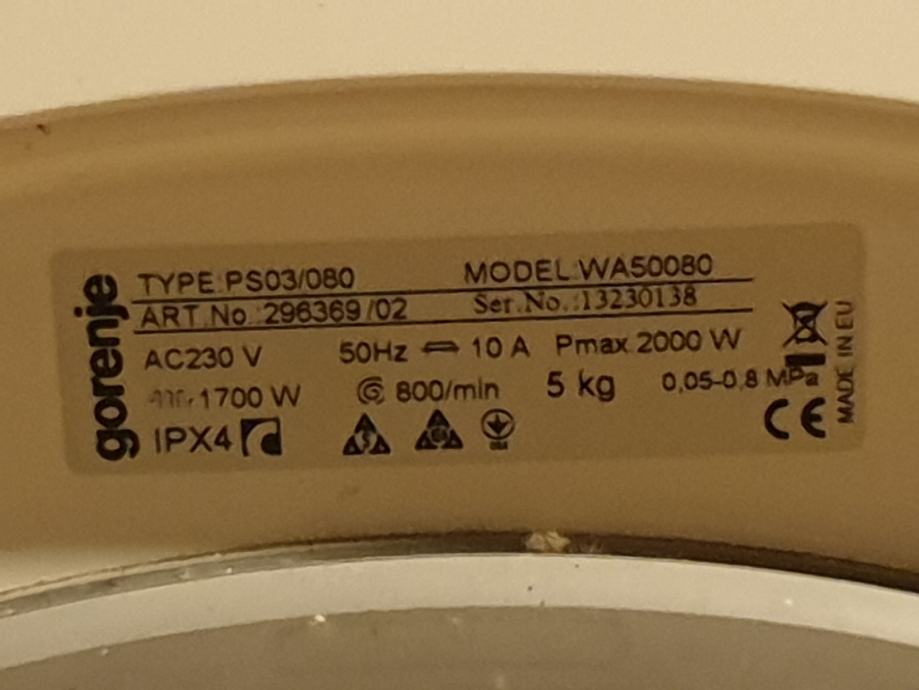 gorenje
TYPE:PS03/080 MODEL:WA50080
ART.No.:296369/02 Ser.No.:13230138
AC230 V 50Hz 10 A Pmax.2000 W
1700 W 800/min 5 kg 0,05-0,8 MPa
IPX4
CE
MADE IN EU